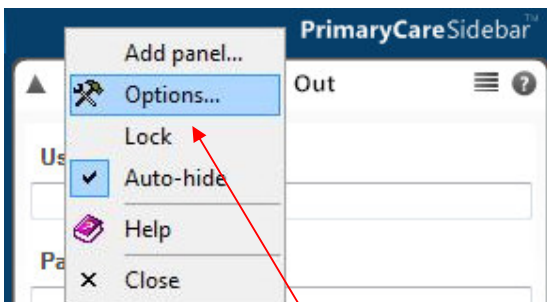 PrimaryCareSidebar™
Add panel...
Options...
Out
Lock
Us
Auto-hide
Help
Pa
Close